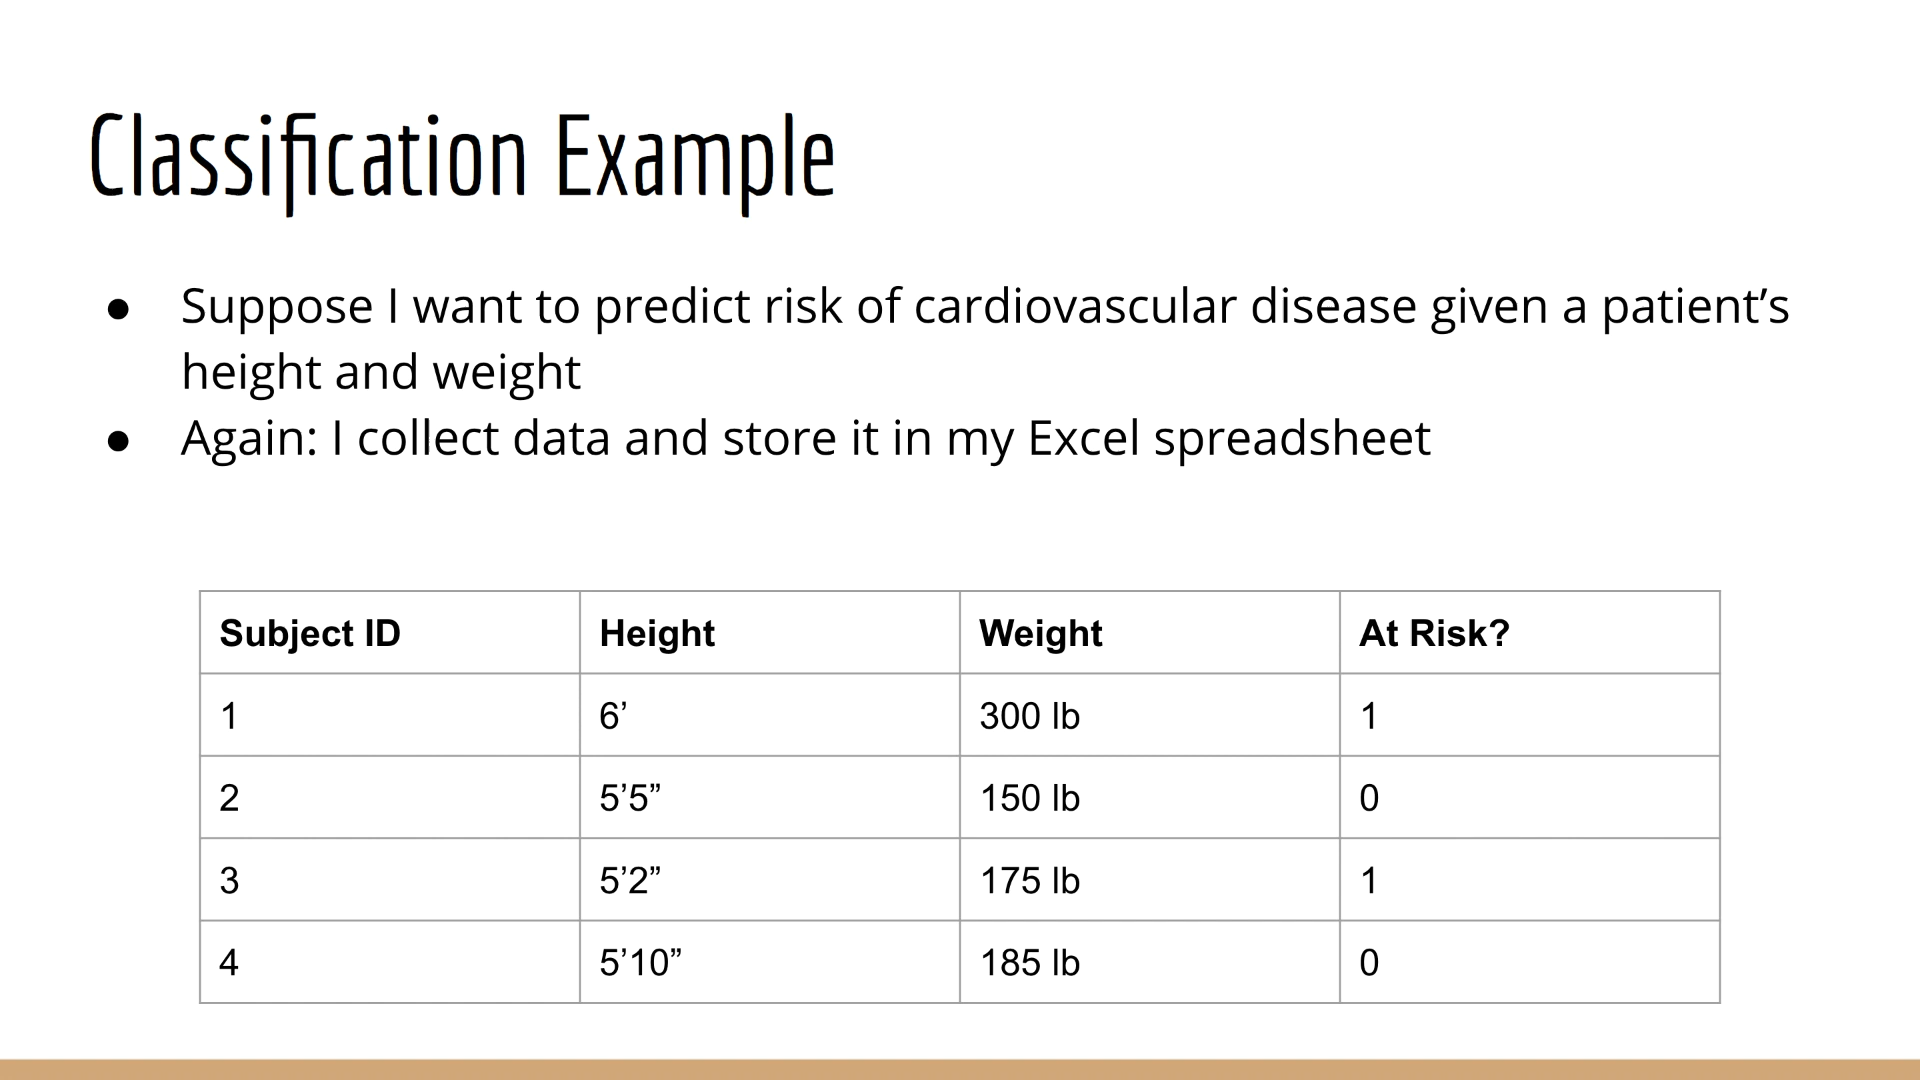 Classification Example
● Suppose I want to predict risk of cardiovascular disease given a patient’s
height and weight
● Again: I collect data and store it in my Excel spreadsheet
Subject ID Height Weight At Risk?
1 6’ 300 lb 1
2 5’5” 150 lb 0
3 5’2” 175 lb 1
4 5’10” 185 lb 0